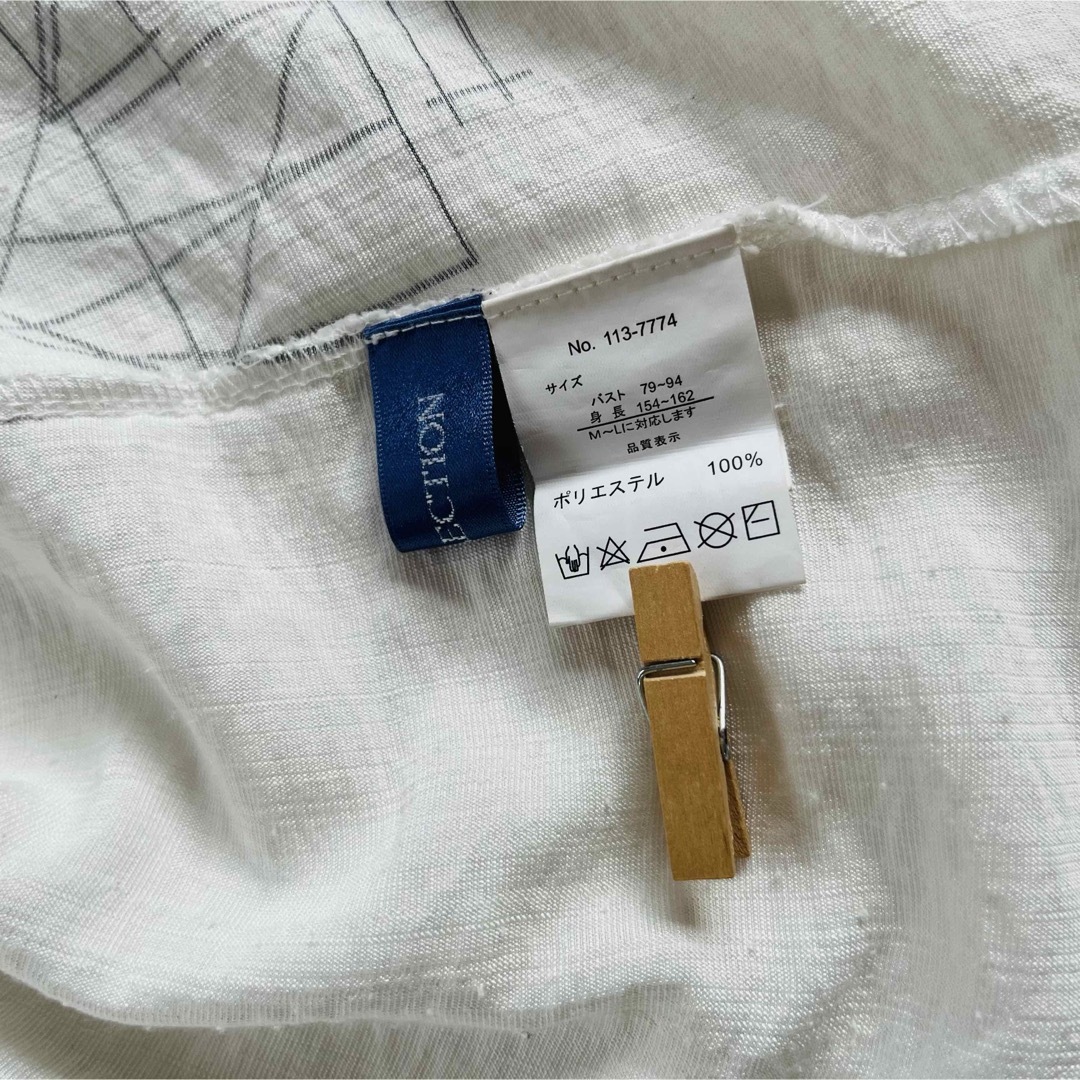 ECTION
No. 113-7774
サイズ
バスト 79~94
身長 154~162
M~Lに対応します
品質表示
ポリエステル 100%